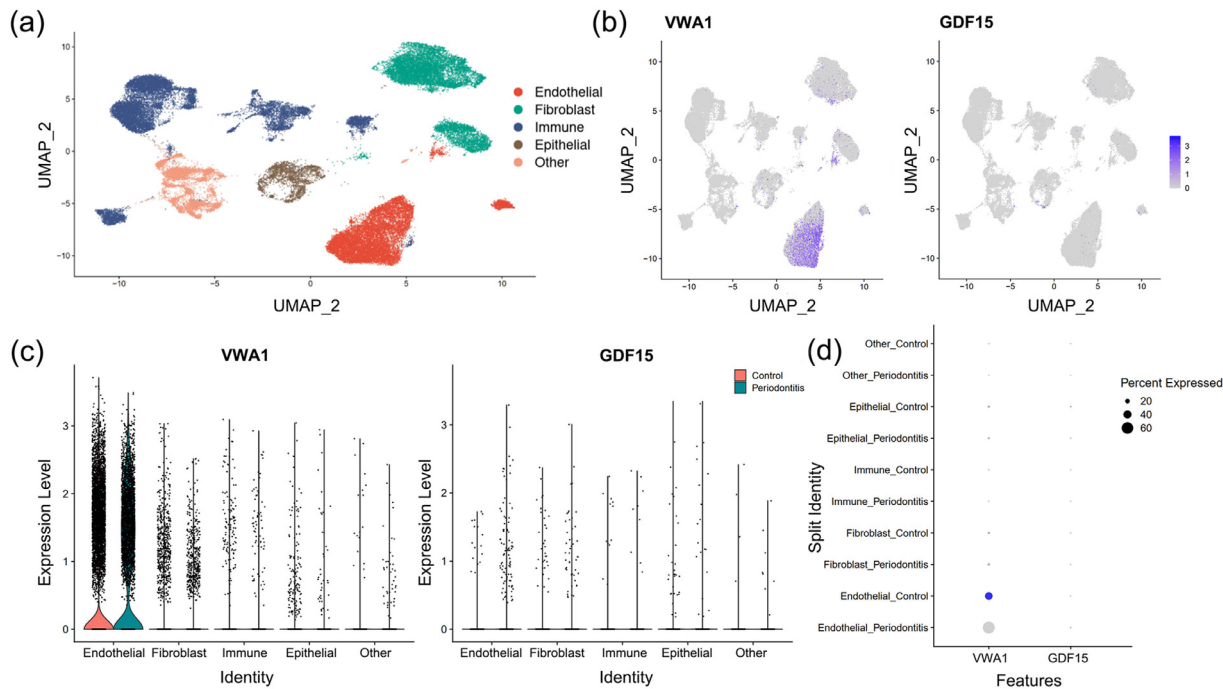 (a)
10
5
0
−5
−10
UMAP_2
−10
−5
0
5
10
UMAP_2
Endothelial
Fibroblast
Immune
Epithelial
Other
(b)
VWA1
GDF15
10
5
0
−5
−10
UMAP_2
−10
−5
0
5
10
UMAP_2
10
5
0
−5
−10
UMAP_2
−10
−5
0
5
10
UMAP_2
3
2
1
0
(c)
VWA1
GDF15
3
2
1
0
Expression Level
Endothelial Fibroblast Immune Epithelial Other
Identity
Control
Periodontitis
3
2
1
0
Expression Level
Endothelial Fibroblast Immune Epithelial Other
Identity
(d)
Other_Control
Other_Periodontitis
Epithelial_Control
Epithelial_Periodontitis
Immune_Control
Immune_Periodontitis
Fibroblast_Control
Fibroblast_Periodontitis
Endothelial_Control
Endothelial_Periodontitis
Split Identity
VWA1 GDF15
Features
Percent Expressed
20
40
60